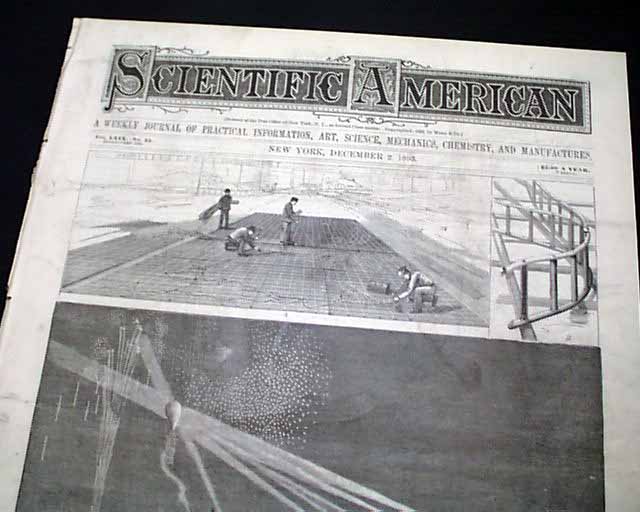 SCIENTIFIC AMERICAN
A WEEKLY JOURNAL OF PRACTICAL INFORMATION, ART, SCIENCE, MECHANICS, CHEMISTRY, AND MANUFACTURES.
NEW YORK, DECEMBER 2, 1893.